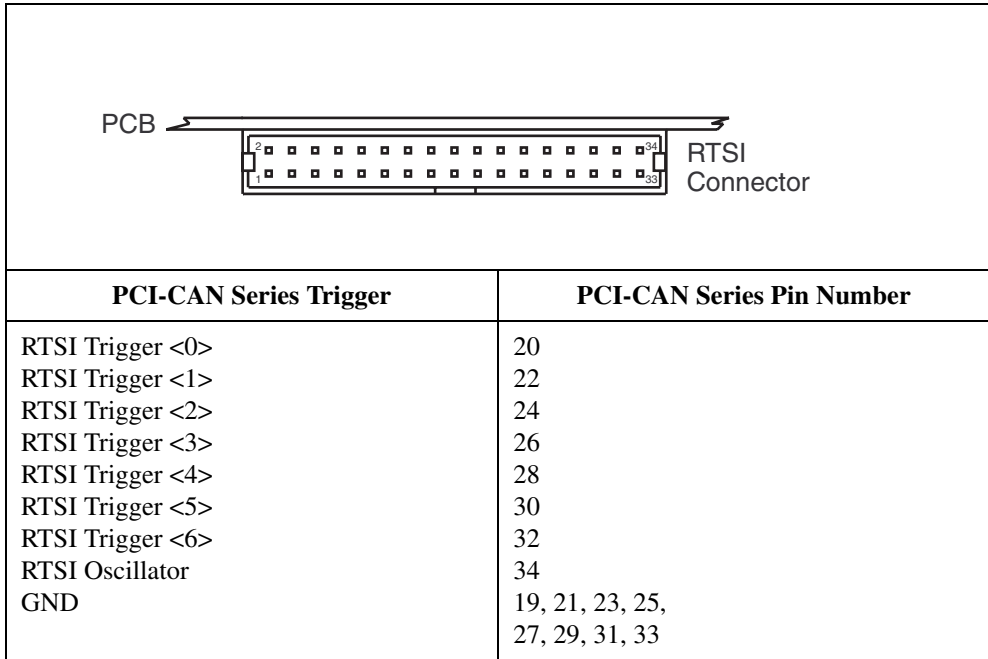 PCB
2
34
1
33
RTSI
Connector
PCI-CAN Series Trigger
PCI-CAN Series Pin Number
RTSI Trigger <0>
20
RTSI Trigger <1>
22
RTSI Trigger <2>
24
RTSI Trigger <3>
26
RTSI Trigger <4>
28
RTSI Trigger <5>
30
RTSI Trigger <6>
32
RTSI Oscillator
34
GND
19, 21, 23, 25,
27, 29, 31, 33